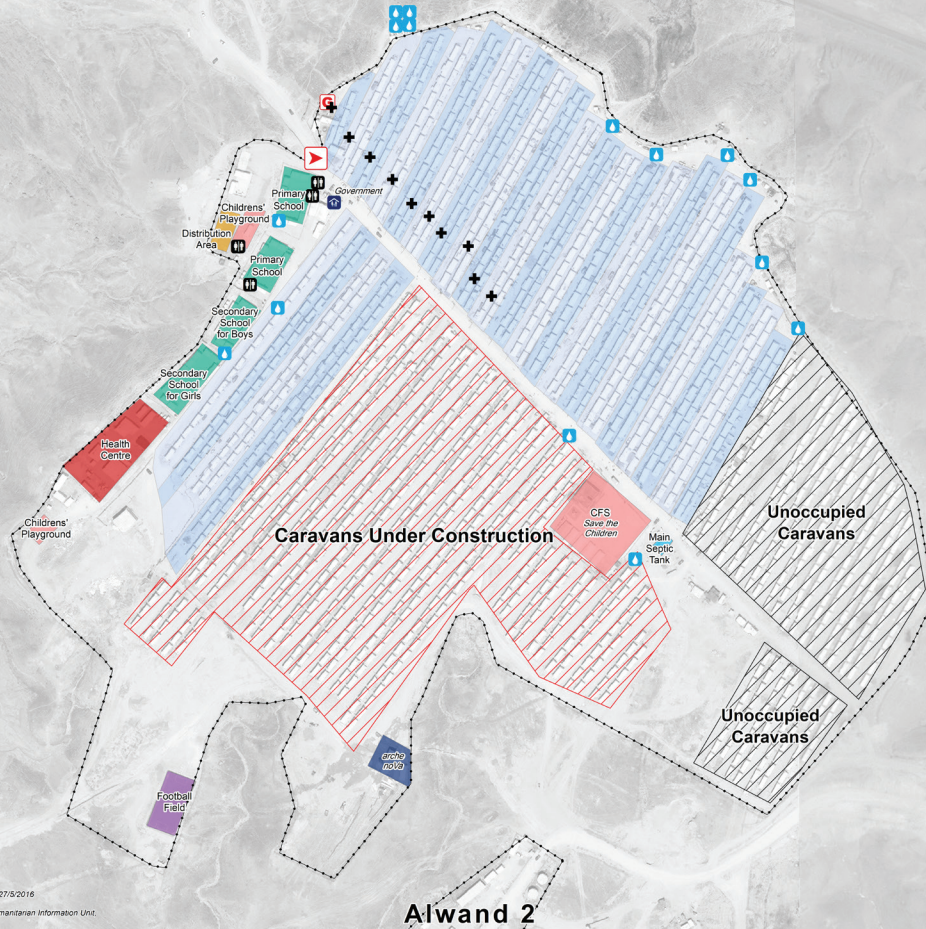 G
Government
Primary
School
Childrens'
Playground
Distribution
Area
Primary
School
Secondary
School
for Boys
Secondary
School
for Girls
Health
Centre
Childrens'
Playground
Caravans Under Construction
CFS
Save the
Children
Main
Septic
Tank
Unoccupied
Caravans
Unoccupied
Caravans
arche
noVa
Football
Field
27/5/2016
manitarian Information Unit,
Alwand 2